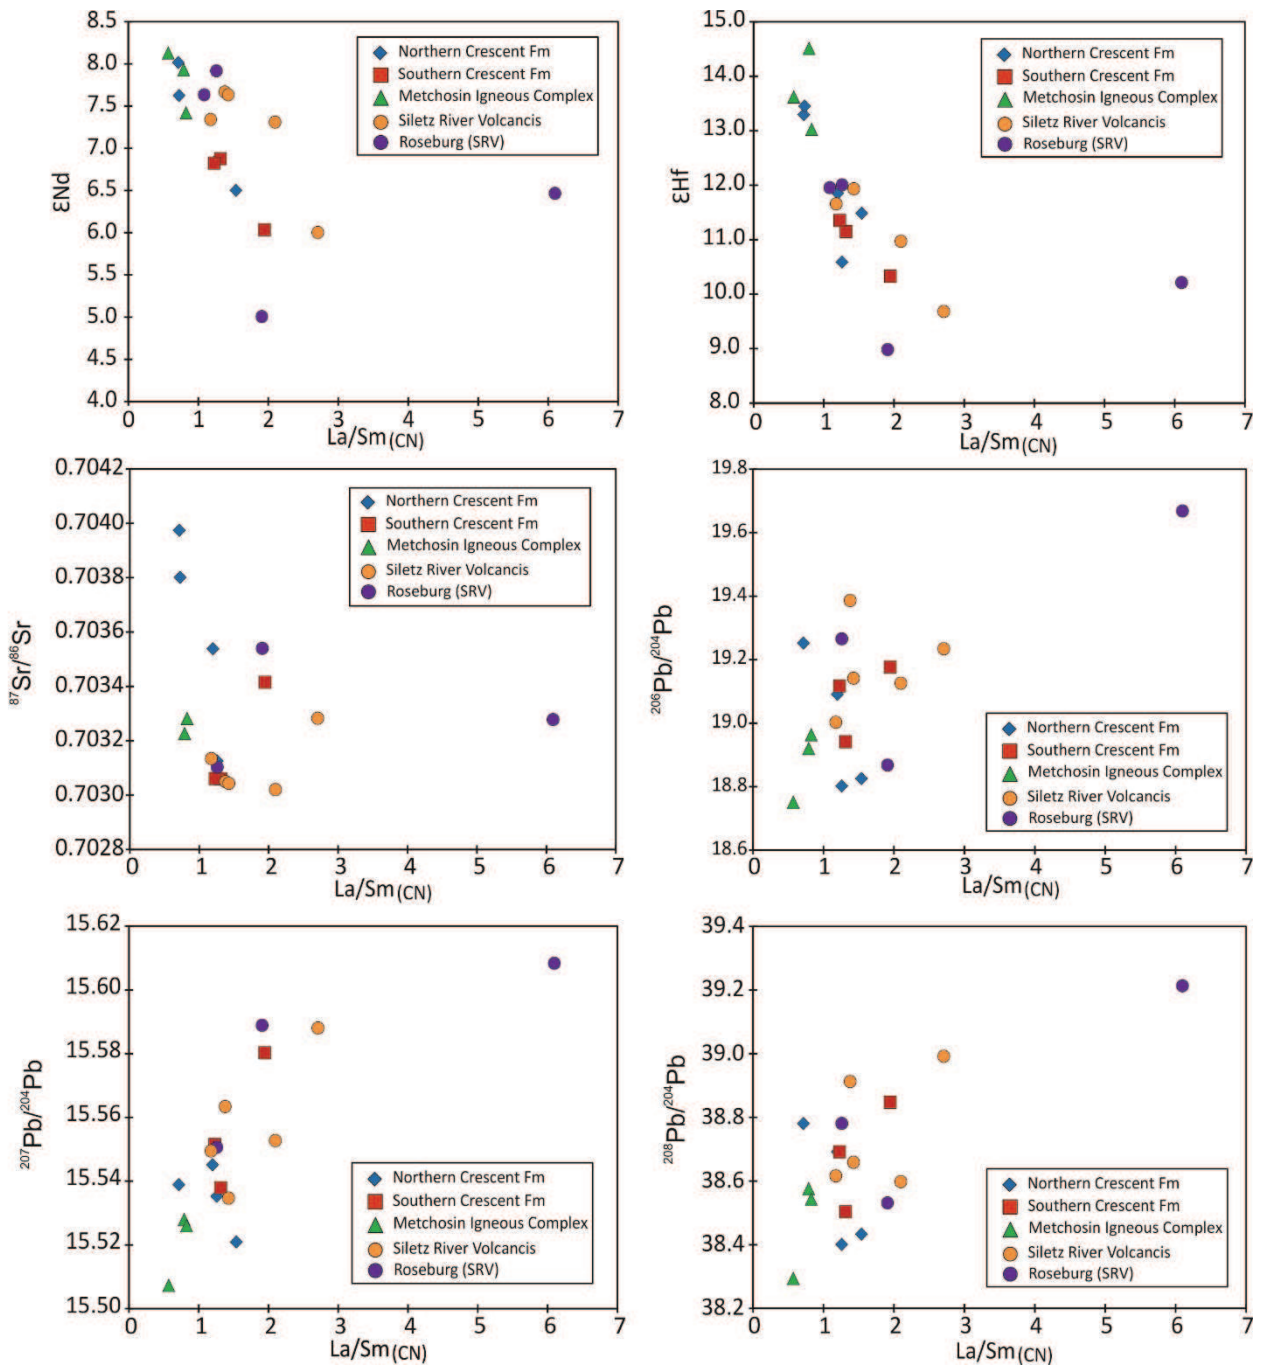 8.5
8.0
7.5
7.0
6.5
6.0
5.5
5.0
4.5
4.0
εNd
0 1 2 3 4 5 6 7
La/Sm(CN)
Northern Crescent Fm
Southern Crescent Fm
Metchosin Igneous Complex
Siletz River Volcancis
Roseburg (SRV)
15.0
14.0
13.0
12.0
11.0
10.0
9.0
8.0
εHf
0 1 2 3 4 5 6 7
La/Sm(CN)
Northern Crescent Fm
Southern Crescent Fm
Metchosin Igneous Complex
Siletz River Volcancis
Roseburg (SRV)
0.7042
0.7040
0.7038
0.7036
0.7034
0.7032
0.7030
0.7028
87Sr/86Sr
0 1 2 3 4 5 6 7
La/Sm(CN)
Northern Crescent Fm
Southern Crescent Fm
Metchosin Igneous Complex
Siletz River Volcancis
Roseburg (SRV)
19.8
19.6
19.4
19.2
19.0
18.8
18.6
206Pb/204Pb
0 1 2 3 4 5 6 7
La/Sm(CN)
Northern Crescent Fm
Southern Crescent Fm
Metchosin Igneous Complex
Siletz River Volcancis
Roseburg (SRV)
15.62
15.60
15.58
15.56
15.54
15.52
15.50
207Pb/204Pb
0 1 2 3 4 5 6 7
La/Sm(CN)
Northern Crescent Fm
Southern Crescent Fm
Metchosin Igneous Complex
Siletz River Volcancis
Roseburg (SRV)
39.4
39.2
39.0
38.8
38.6
38.4
38.2
208Pb/204Pb
0 1 2 3 4 5 6 7
La/Sm(CN)
Northern Crescent Fm
Southern Crescent Fm
Metchosin Igneous Complex
Siletz River Volcancis
Roseburg (SRV)